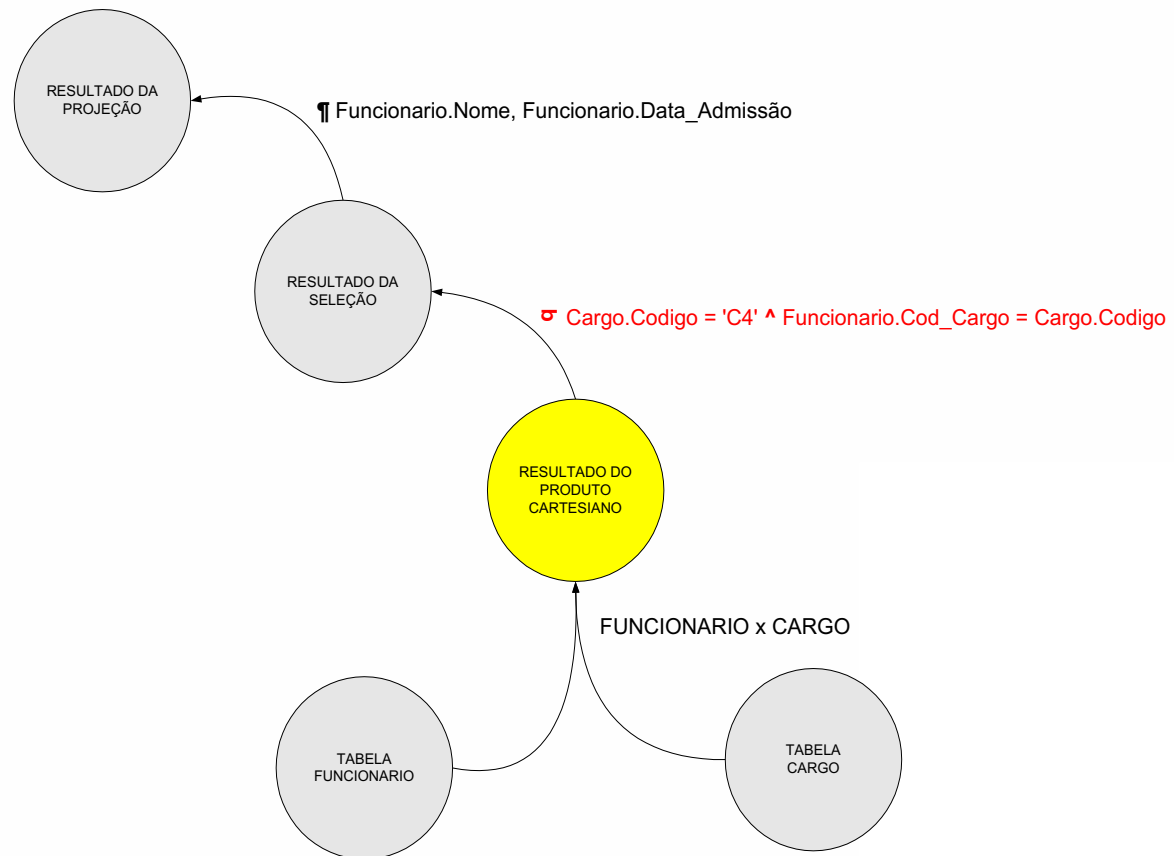 RESULTADO DA
PROJEÇÃO
¶ Funcionario.Nome, Funcionario.Data_Admissão
RESULTADO DA
SELEÇÃO
σ Cargo.Codigo = 'C4' ^ Funcionario.Cod_Cargo = Cargo.Codigo
RESULTADO DO
PRODUTO
CARTESIANO
FUNCIONARIO x CARGO
TABELA
FUNCIONARIO
TABELA
CARGO